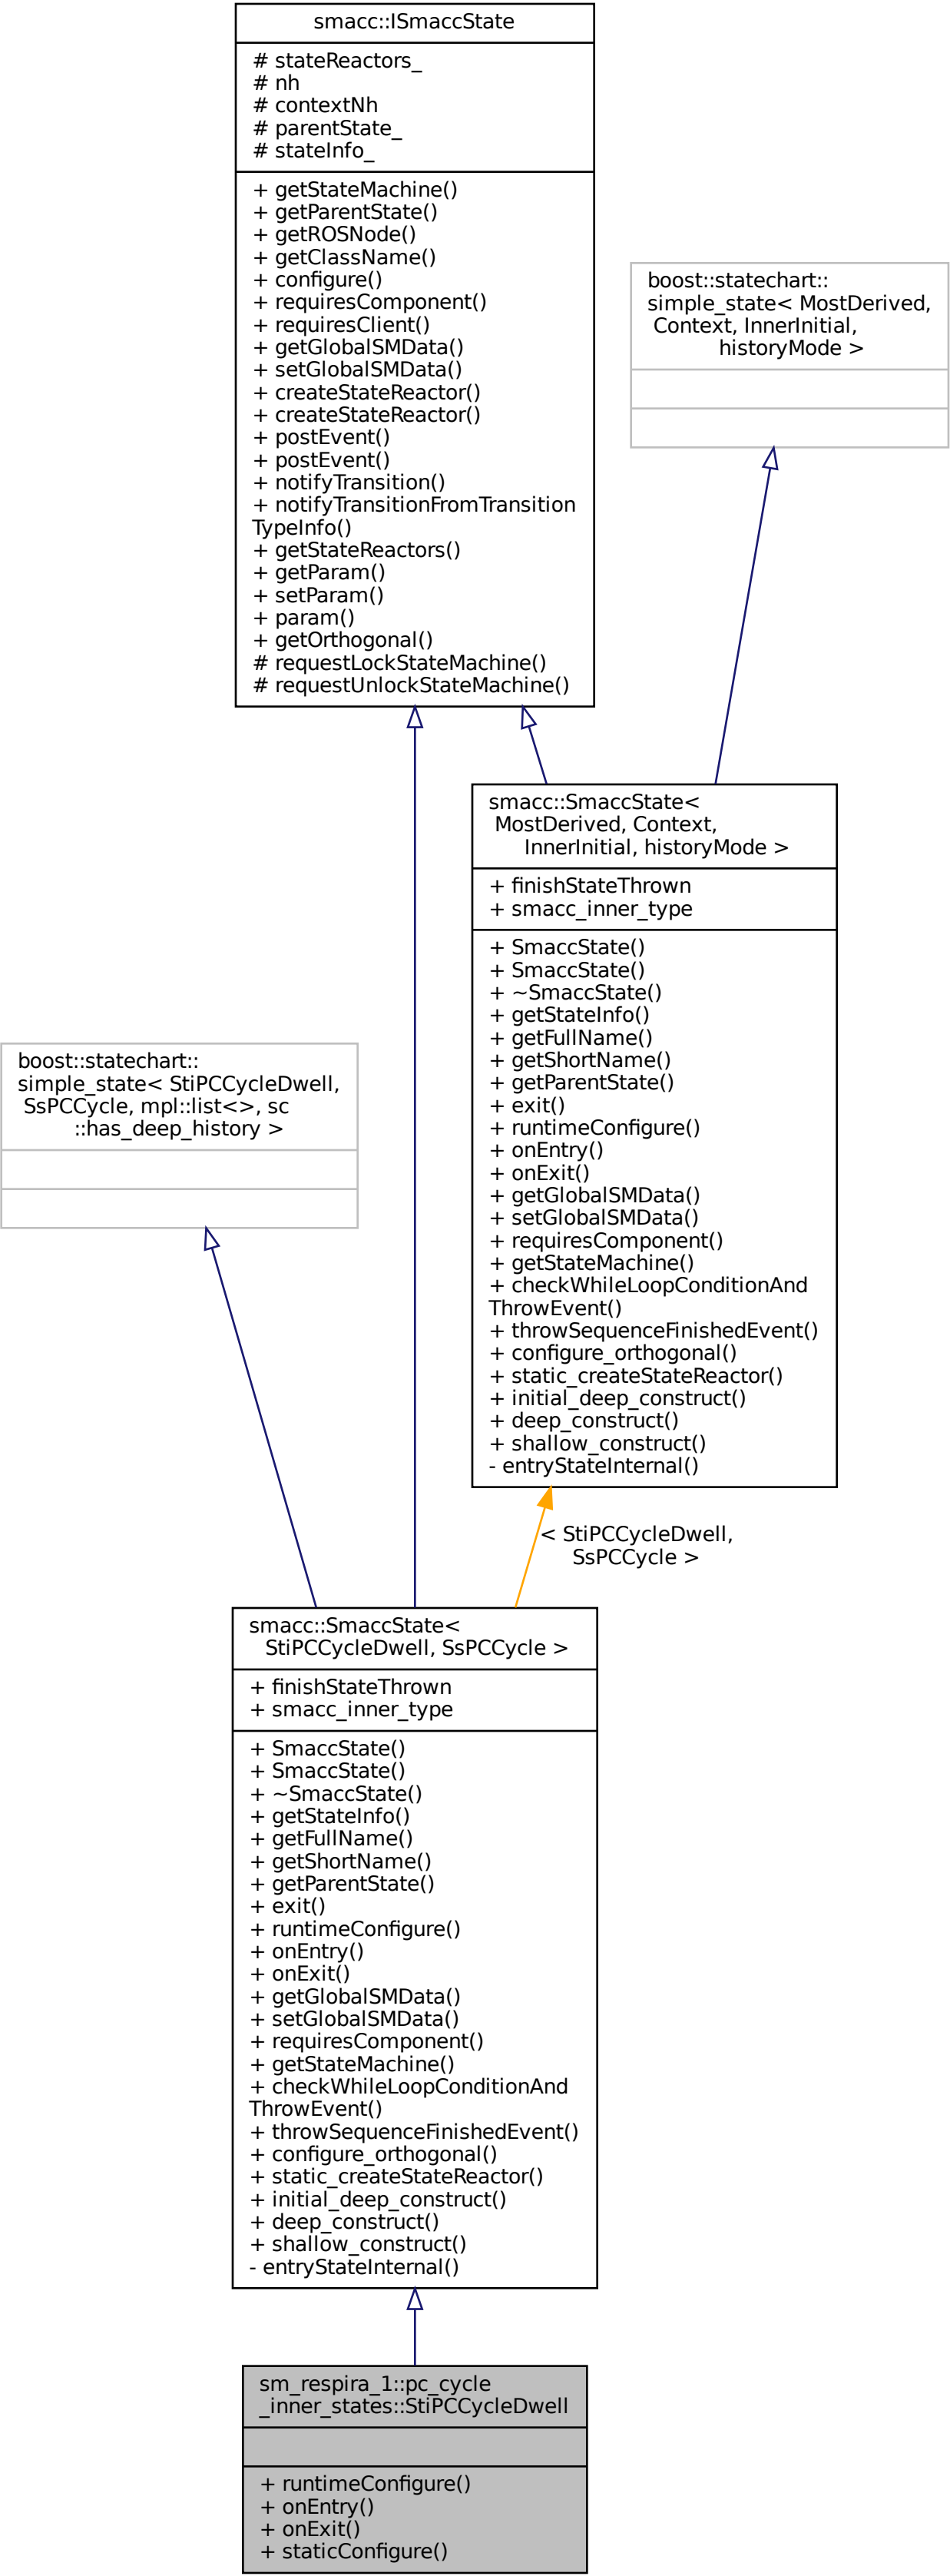 smacc::ISmaccState
# stateReactors_
# nh
# contextNh
# parentState_
# stateInfo_
+ getStateMachine()
+ getParentState()
+ getROSNode()
+ getClassName()
+ configure()
+ requiresComponent()
+ requiresClient()
+ getGlobalSMData()
+ setGlobalSMData()
+ createStateReactor()
+ createStateReactor()
+ postEvent()
+ postEvent()
+ notifyTransition()
+ notifyTransitionFromTransition
TypeInfo()
+ getStateReactors()
+ getParam()
+ setParam()
+ param()
+ getOrthogonal()
# requestLockStateMachine()
# requestUnlockStateMachine()
boost::statechart::
simple_state< MostDerived,
Context, InnerInitial,
historyMode >
smacc::SmaccState<
MostDerived, Context,
InnerInitial, historyMode >
+ finishStateThrown
+ smacc_inner_type
+ SmaccState()
+ SmaccState()
+ ~SmaccState()
+ getStateInfo()
+ getFullName()
+ getShortName()
+ getParentState()
+ exit()
+ runtimeConfigure()
+ onEntry()
+ onExit()
+ getGlobalSMData()
+ setGlobalSMData()
+ requiresComponent()
+ getStateMachine()
+ checkWhileLoopConditionAnd
ThrowEvent()
+ throwSequenceFinishedEvent()
+ configure_orthogonal()
+ static_createStateReactor()
+ initial_deep_construct()
+ deep_construct()
+ shallow_construct()
- entryStateInternal()
boost::statechart::
simple_state< StiPCCycleDwell,
SsPCCycle, mpl::list<>, sc
::has_deep_history >
< StiPCCycleDwell,
SsPCCycle >
smacc::SmaccState<
StiPCCycleDwell, SsPCCycle >
+ finishStateThrown
+ smacc_inner_type
+ SmaccState()
+ SmaccState()
+ ~SmaccState()
+ getStateInfo()
+ getFullName()
+ getShortName()
+ getParentState()
+ exit()
+ runtimeConfigure()
+ onEntry()
+ onExit()
+ getGlobalSMData()
+ setGlobalSMData()
+ requiresComponent()
+ getStateMachine()
+ checkWhileLoopConditionAnd
ThrowEvent()
+ throwSequenceFinishedEvent()
+ configure_orthogonal()
+ static_createStateReactor()
+ initial_deep_construct()
+ deep_construct()
+ shallow_construct()
- entryStateInternal()
sm_respira_1::pc_cycle
_inner_states::StiPCCycleDwell
+ runtimeConfigure()
+ onEntry()
+ onExit()
+ staticConfigure()